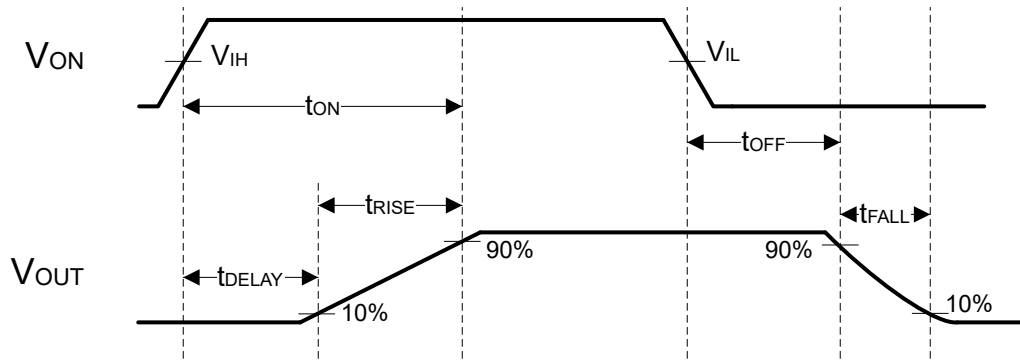 VON
VIH
VIL
tON
tOFF
tRISE
tFALL
VOUT
tDELAY
90%
90%
10%
10%